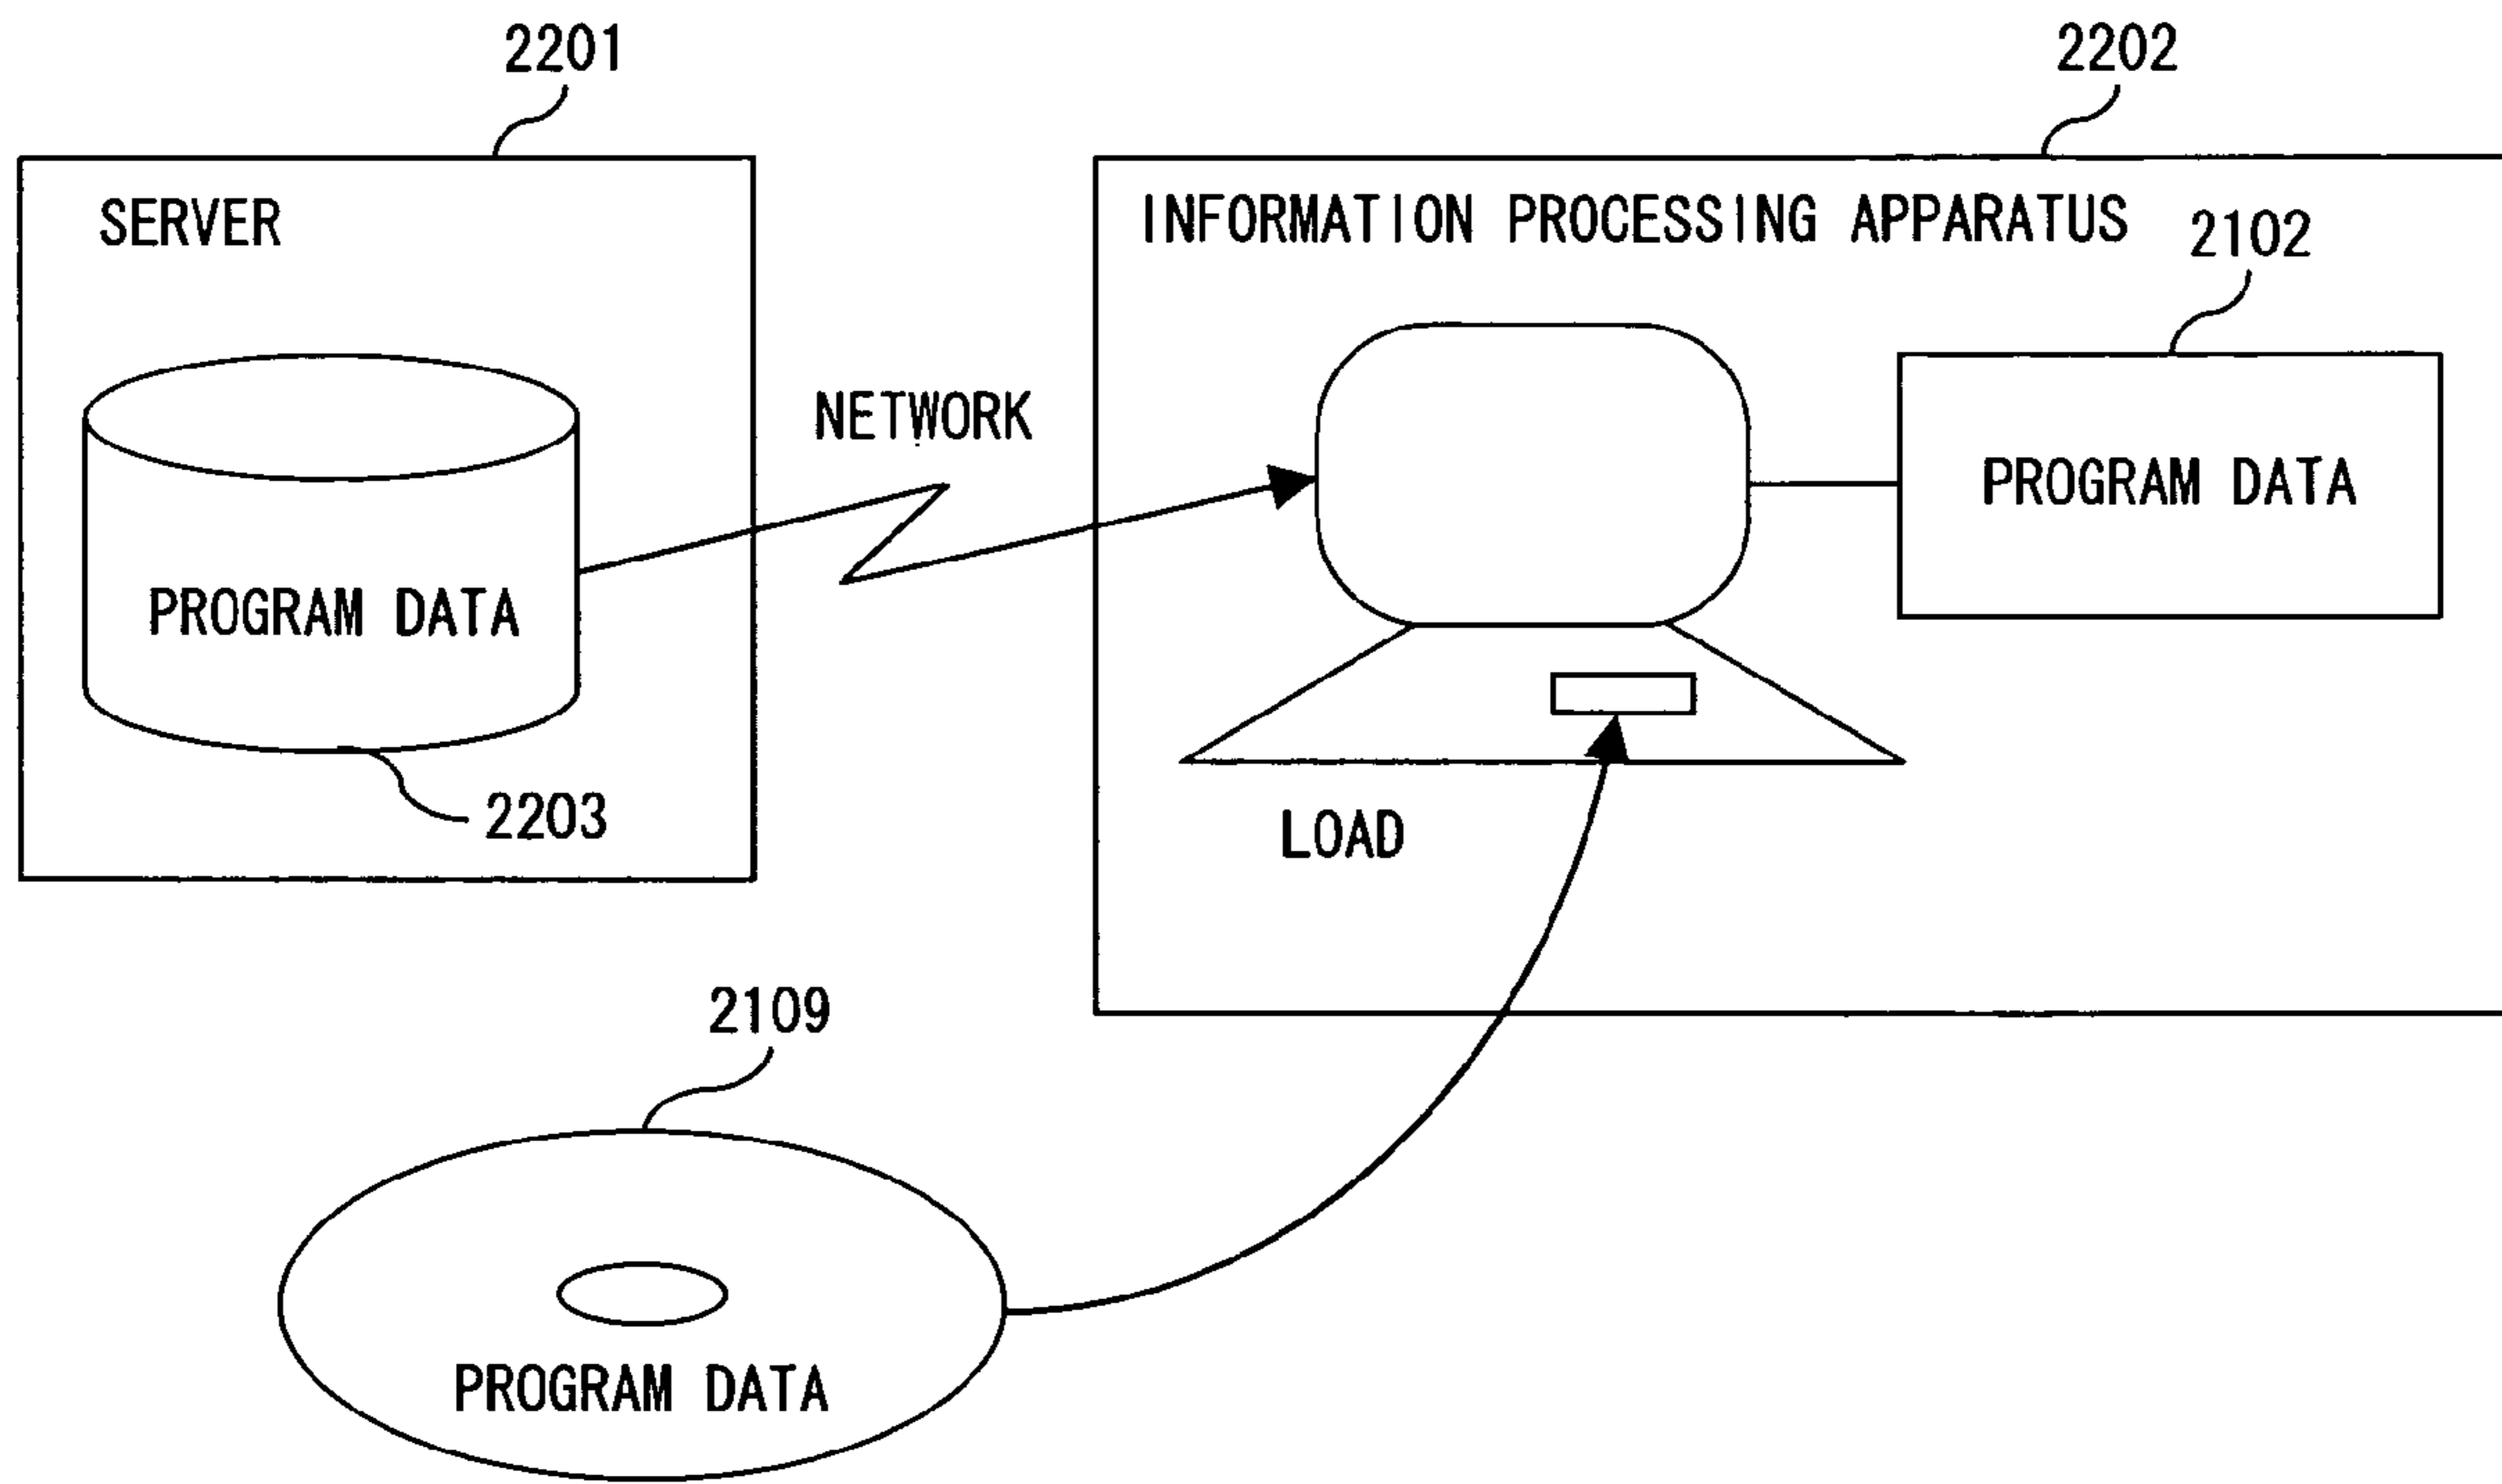 2201
2202
SERVER
INFORMATION PROCESSING APPARATUS
2102
NETWORK
PROGRAM DATA
PROGRAM DATA
2203
LOAD
2109
PROGRAM DATA